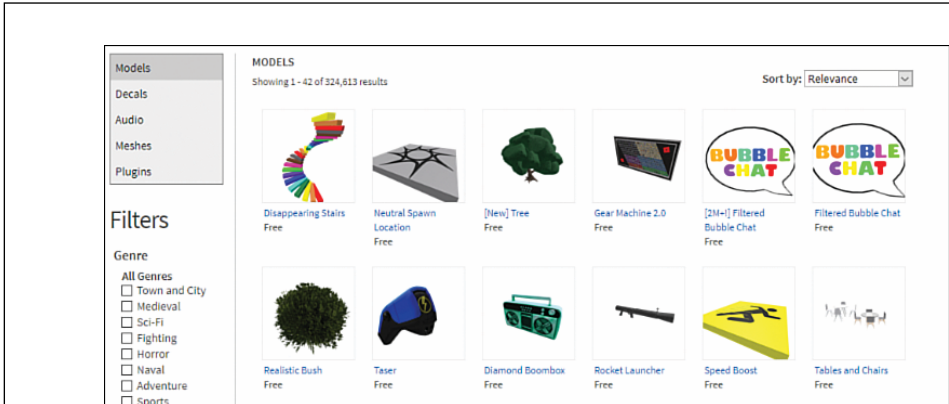 Models
Decals
Audio
Meshes
Plugins
Filters
Genre
All Genres
Town and City
Medieval
Sci-Fi
Fighting
Horror
Naval
Adventure
Sports
MODELS
Showing 1 - 42 of 324,613 results
Sort by: Relevance
BUBBLE CHAT
BUBBLE CHAT
Disappearing Stairs
Free
Neutral Spawn
Location
Free
[New] Tree
Free
Gear Machine 2.0
Free
[2M+!] Filtered
Bubble Chat
Free
Filtered Bubble Chat
Free
Realistic Bush
Free
Taser
Free
Diamond Boombox
Free
Rocket Launcher
Free
Speed Boost
Free
Tables and Chairs
Free